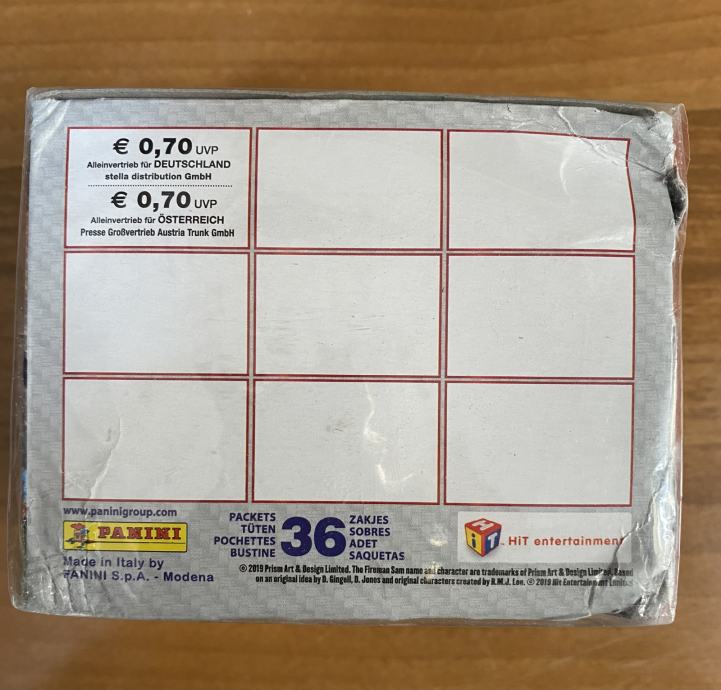 € 0,70 UVP
Alleinvertrieb für DEUTSCHLAND
stella distribution GmbH
€ 0,70 UVP
Alleinvertrieb für ÖSTERREICH
Presse Großvertrieb Austria Trunk GmbH
www.paninigroup.com
PANINI
Made in Italy by
PANINI S.p.A. - Modena
PACKETS
TÜTEN
POCHETTES
BUSTINE
36
ZAKJES
SOBRES
ADET
SAQUETAS
HiT
HiT entertainment
© 2019 Prism Art & Design Limited. The Fireman Sam name and character are trademarks of Prism Art & Design Limited. Based
on an original idea by D. Gingell, D. Jones and original characters created by R.M.J. Lee. © 2019 Hit Entertainment Limited.